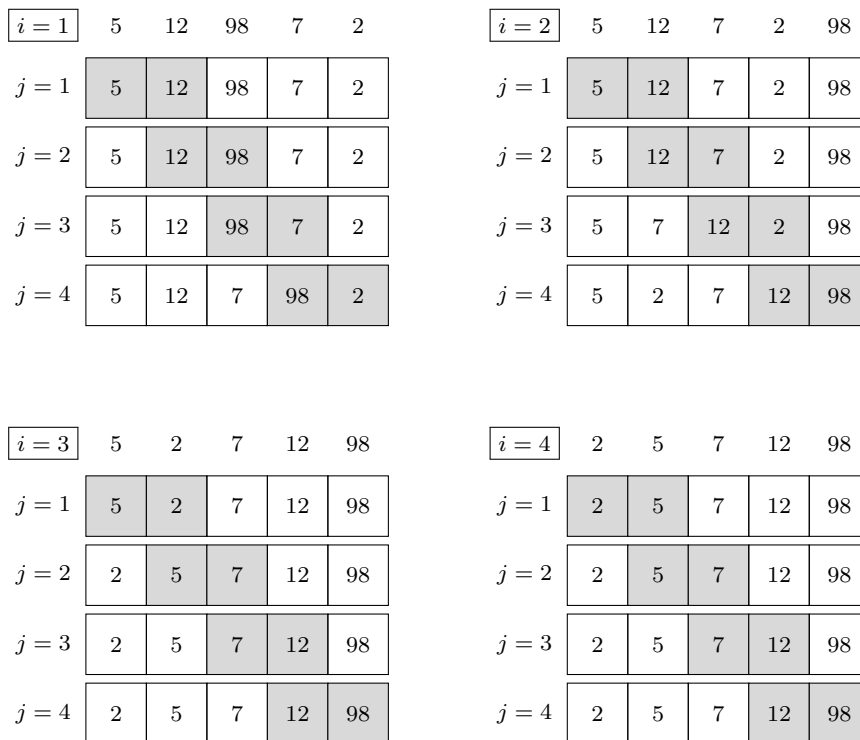 i = 1 5 12 98 7 2
j = 1 5 12 98 7 2
j = 2 5 12 98 7 2
j = 3 5 12 98 7 2
j = 4 5 12 7 98 2
i = 2 5 12 7 2 98
j = 1 5 12 7 2 98
j = 2 5 12 7 2 98
j = 3 5 7 12 2 98
j = 4 5 2 7 12 98
i = 3 5 2 7 12 98
j = 1 5 2 7 12 98
j = 2 2 5 7 12 98
j = 3 2 5 7 12 98
j = 4 2 5 7 12 98
i = 4 2 5 7 12 98
j = 1 2 5 7 12 98
j = 2 2 5 7 12 98
j = 3 2 5 7 12 98
j = 4 2 5 7 12 98